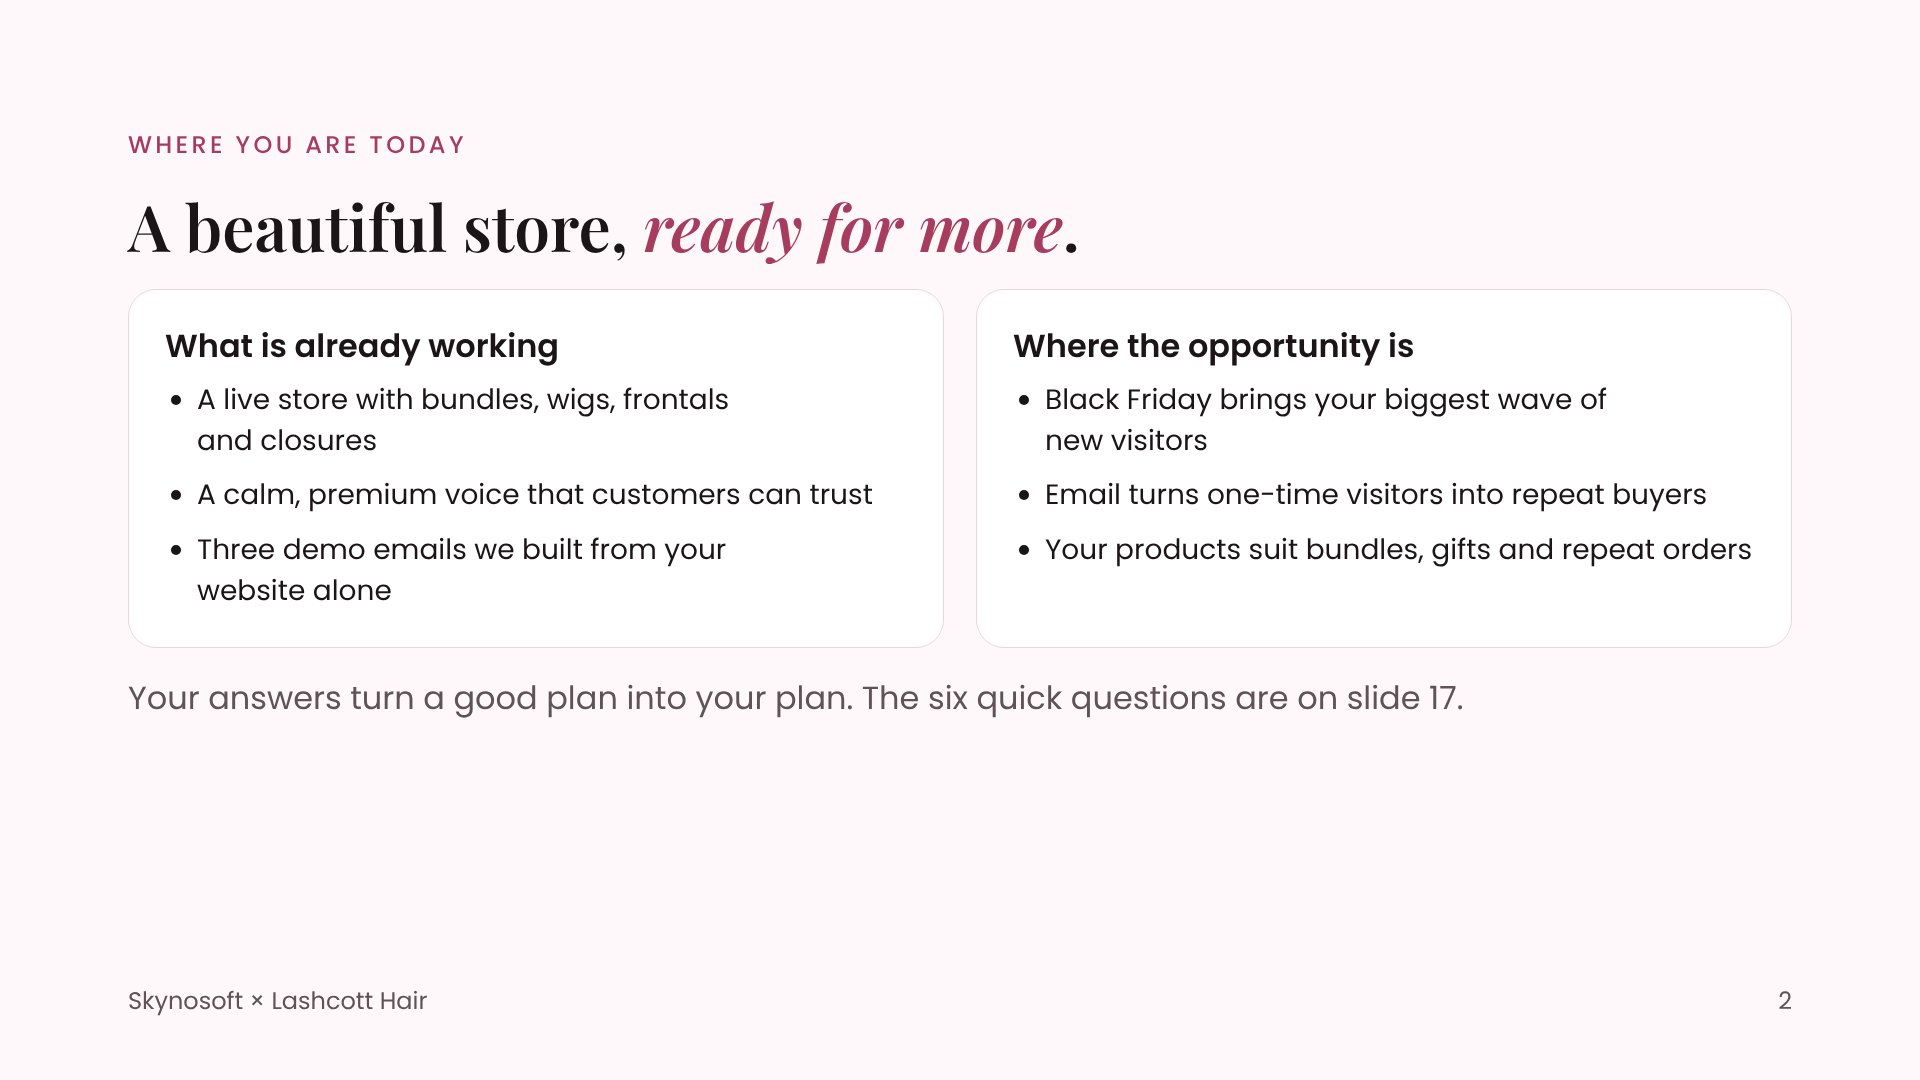 WHERE YOU ARE TODAY
A beautiful store, ready for more.
What is already working
• A live store with bundles, wigs, frontals
and closures
• A calm, premium voice that customers can trust
• Three demo emails we built from your
website alone
Where the opportunity is
• Black Friday brings your biggest wave of
new visitors
• Email turns one-time visitors into repeat buyers
• Your products suit bundles, gifts and repeat orders
Your answers turn a good plan into your plan. The six quick questions are on slide 17.
Skynosoft × Lashcott Hair
2